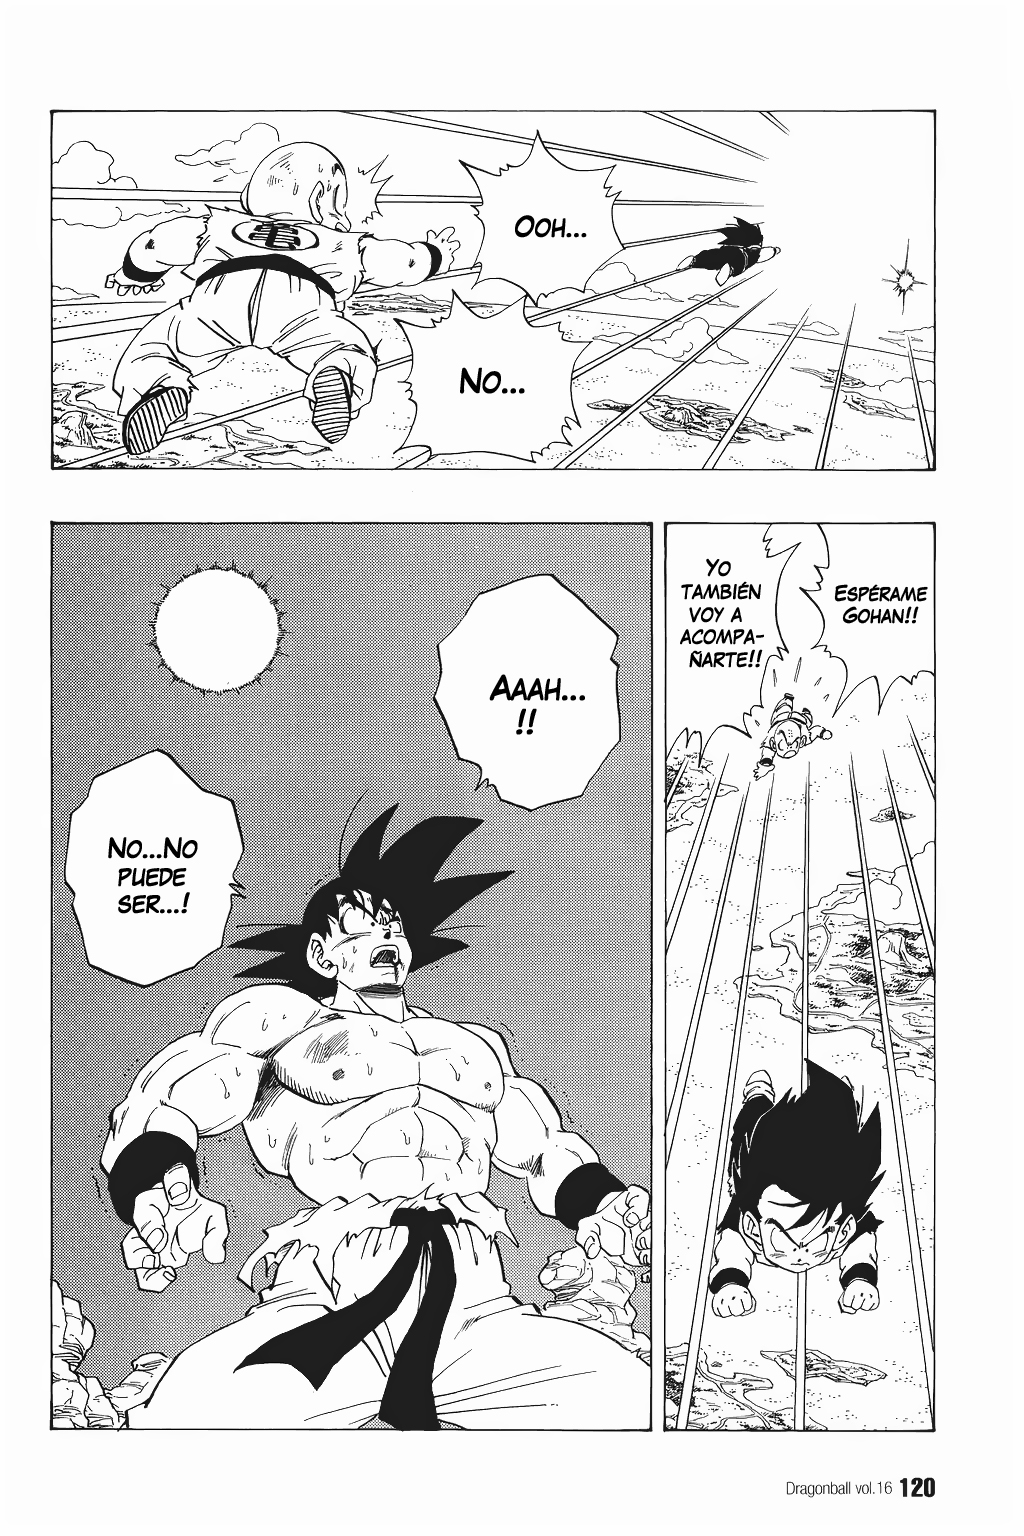 OOH...
NO...
ESPÉRAME
GOHAN!!
YO
TAMBIÉN
VOY A
ACOMPA-
ÑARTE!!
AAAH...
!!
NO...NO
PUEDE
SER...!
Dragonball vol.16 120